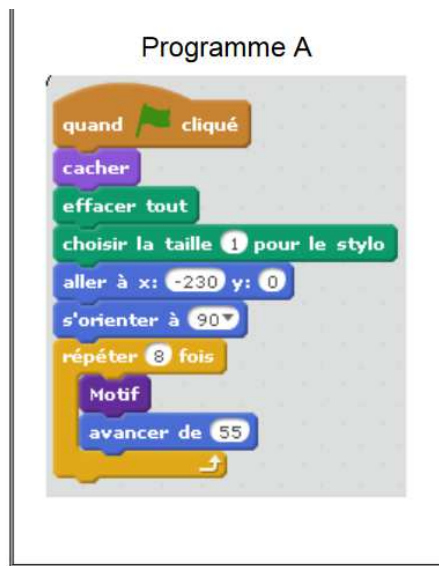 Programme A
quand cliqué
cacher
effacer tout
choisir la taille 1 pour le stylo
aller à x: -230 y: 0
s'orienter à 90
répéter 8 fois
Motif
avancer de 55